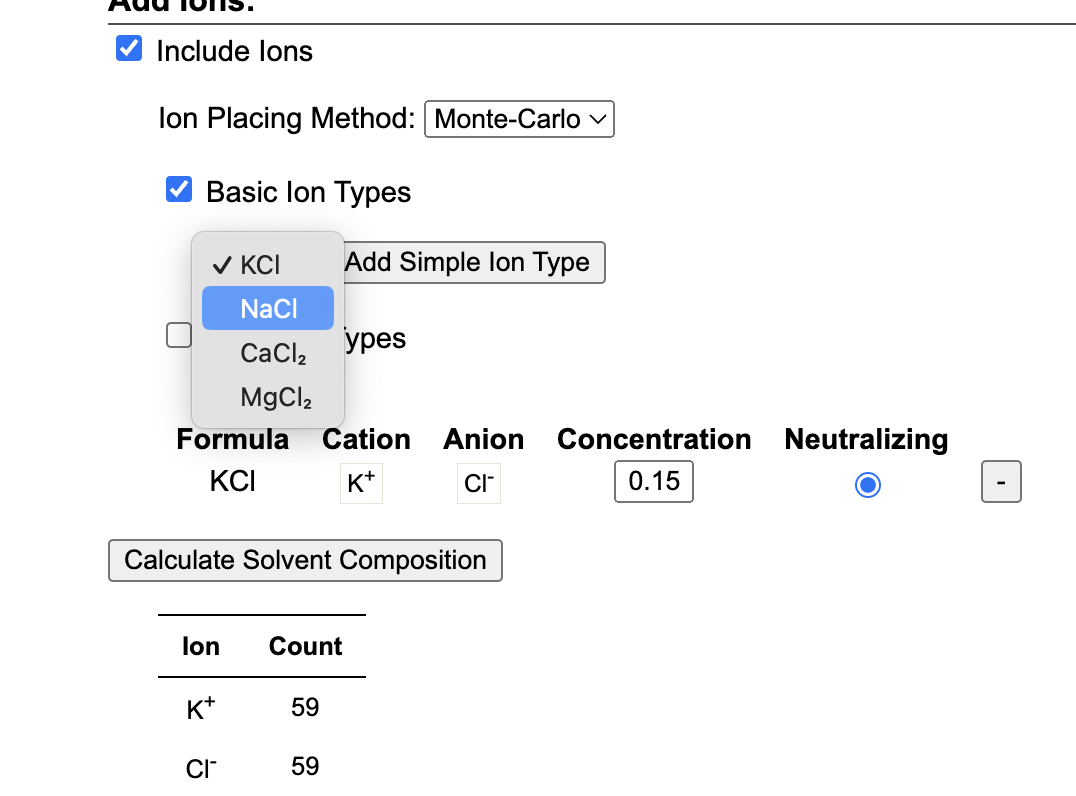 Add Ions:
Include Ions
Ion Placing Method: Monte-Carlo
Basic Ion Types
✓ KCl
Add Simple Ion Type
NaCl
CaCl₂
MgCl₂
Formula Cation Anion Concentration Neutralizing
KCl K⁺ Cl⁻ 0.15 -
Calculate Solvent Composition
Ion Count
K⁺ 59
Cl⁻ 59